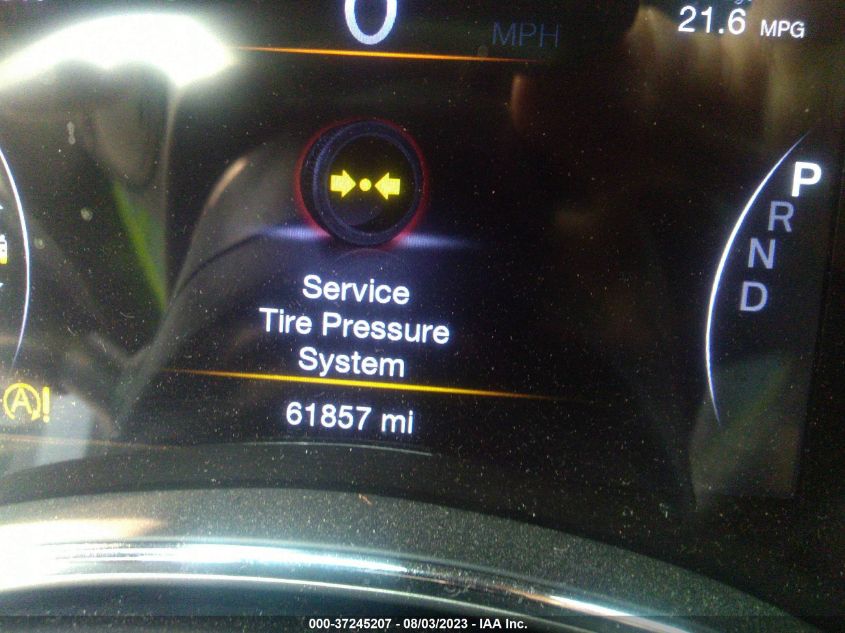 0
MPH
21.6 MPG
P
R
N
D
Service
Tire Pressure
System
A!
61857 mi
000-37245207 - 08/03/2023 - IAA Inc.